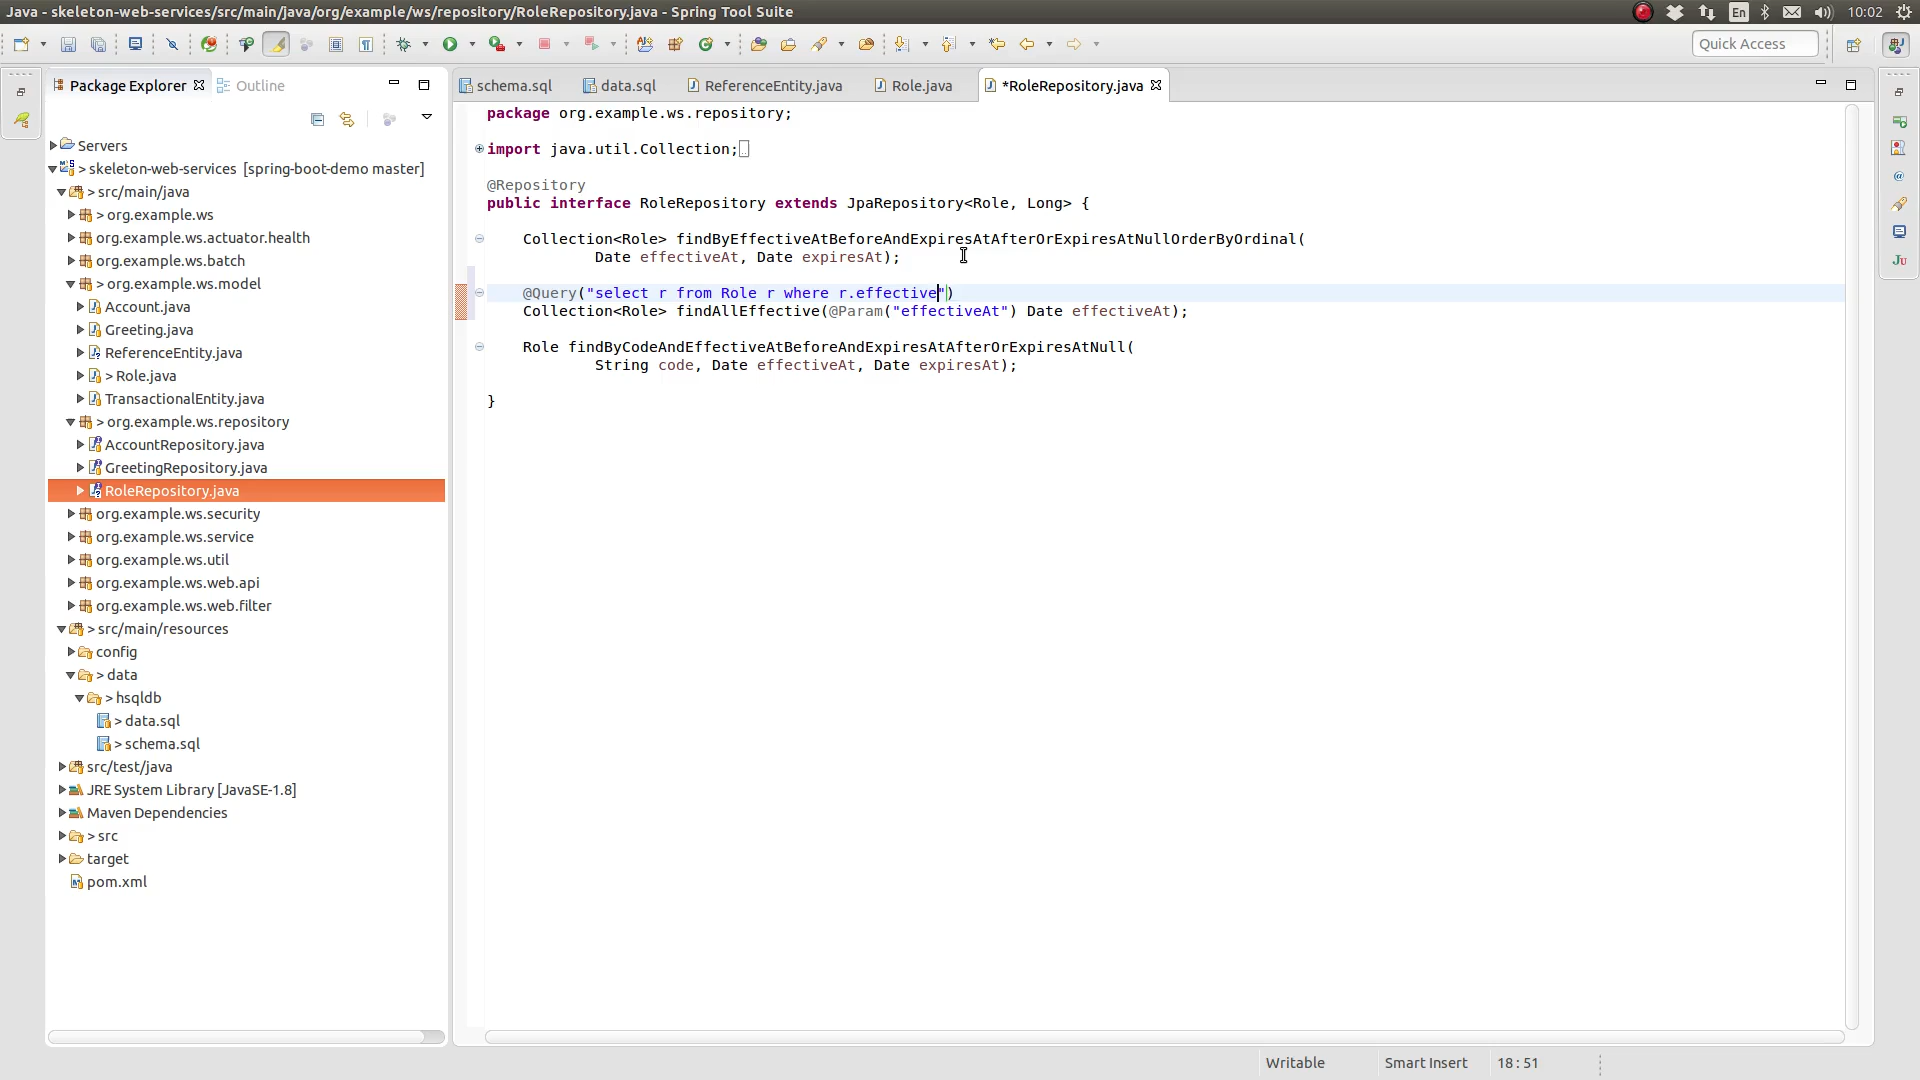 Java - skeleton-web-services/src/main/java/org/example/ws/repository/RoleRepository.java - Spring Tool Suite
En
10:02
Quick Access
Package Explorer
Outline
schema.sql
data.sql
ReferenceEntity.java
Role.java
*RoleRepository.java
Servers
> skeleton-web-services [spring-boot-demo master]
> src/main/java
> org.example.ws
> org.example.ws.actuator.health
> org.example.ws.batch
> org.example.ws.model
Account.java
Greeting.java
ReferenceEntity.java
> Role.java
TransactionalEntity.java
> org.example.ws.repository
AccountRepository.java
GreetingRepository.java
RoleRepository.java
org.example.ws.security
org.example.ws.service
org.example.ws.util
org.example.ws.web.api
org.example.ws.web.filter
> src/main/resources
config
> data
> hsqldb
> data.sql
> schema.sql
src/test/java
JRE System Library [JavaSE-1.8]
Maven Dependencies
> src
target
pom.xml
package org.example.ws.repository;
import java.util.Collection;
@Repository
public interface RoleRepository extends JpaRepository<Role, Long> {
Collection<Role> findByEffectiveAtBeforeAndExpiresAtAfterOrExpiresAtNullOrderByOrdinal(
Date effectiveAt, Date expiresAt);
@Query("select r from Role r where r.effective")
Collection<Role> findAllEffective(@Param("effectiveAt") Date effectiveAt);
Role findByCodeAndEffectiveAtBeforeAndExpiresAtAfterOrExpiresAtNull(
String code, Date effectiveAt, Date expiresAt);
}
Writable
Smart Insert
18 : 51